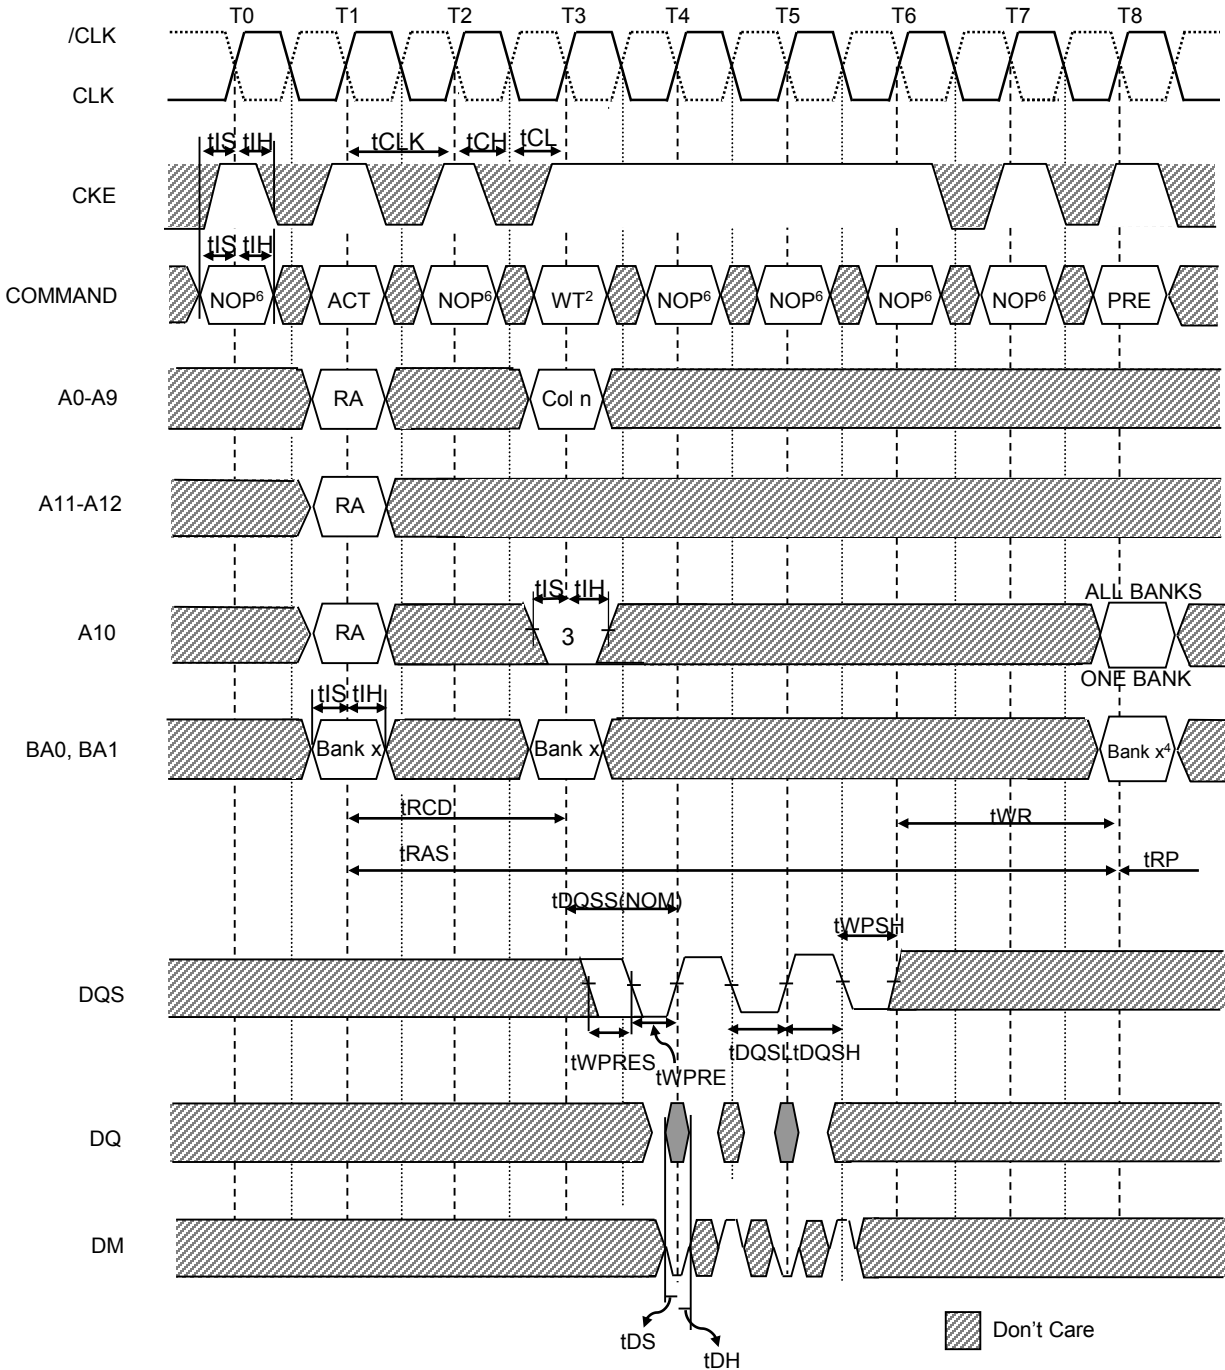 T0 T1 T2 T3 T4 T5 T6 T7 T8
/CLK
CLK
tIS tIH tCLK tCH tCL
CKE
tIS tIH
COMMAND NOP⁶ ACT NOP⁶ WT² NOP⁶ NOP⁶ NOP⁶ NOP⁶ PRE
A0-A9 RA Col n
A11-A12 RA
tIS tIH ALL BANKS
A10 RA 3
ONE BANK
tIS tIH
BA0, BA1 Bank x Bank x Bank x⁴
tRCD tWR
tRAS tRP
tDQSS(NOM)
tWPSH
DQS
tWPRES tWPRE tDQSL tDQSH
DQ
DM
tDS tDH
Don't Care